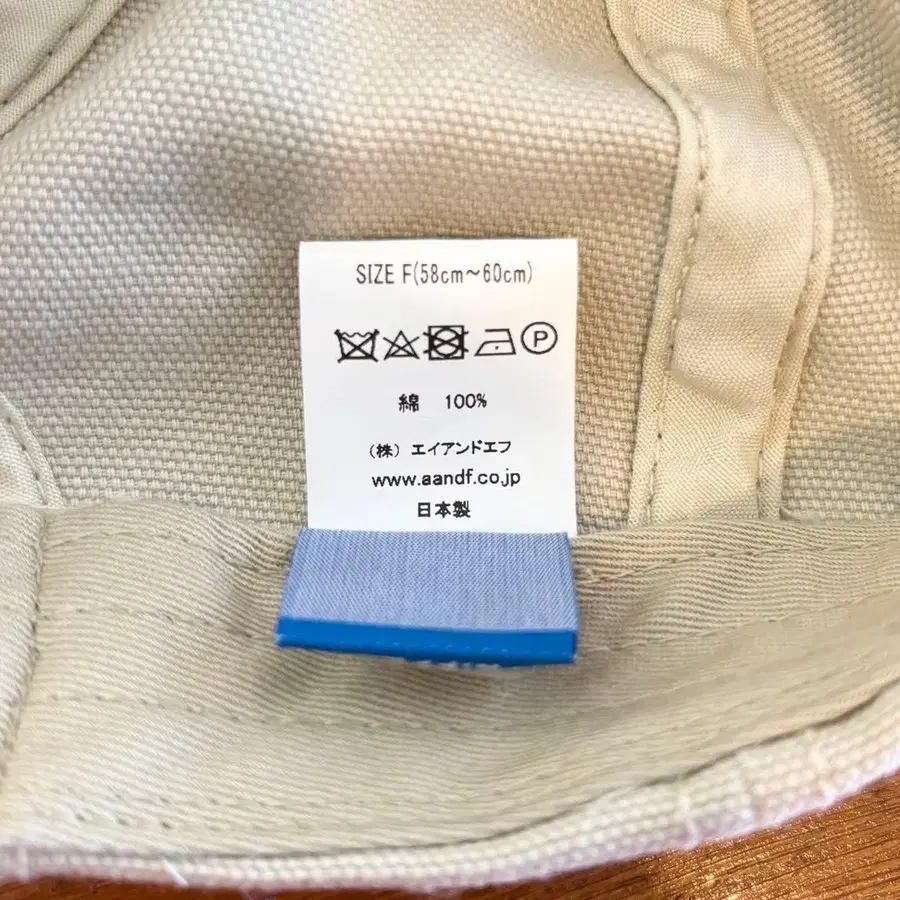 SIZE F(58cm～60cm)
P
綿 100%
(株) エイアンドエフ
www.aandf.co.jp
日本製